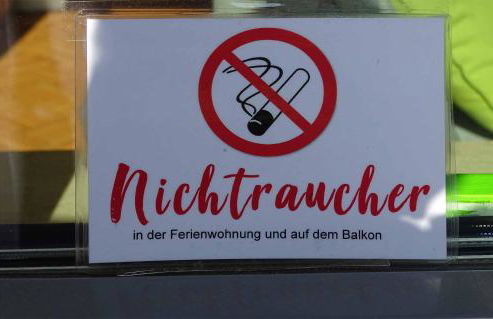 Nichtraucher
in der Ferienwohnung und auf dem Balkon